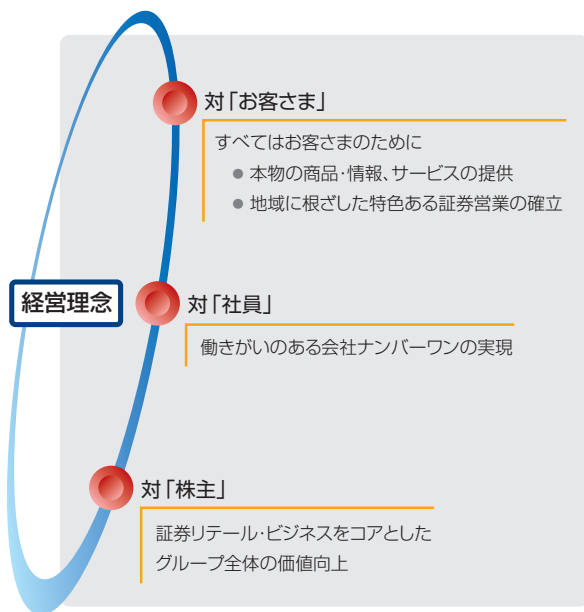 対「お客さま」
すべてはお客さまのために
● 本物の商品・情報、サービスの提供
● 地域に根ざした特色ある証券営業の確立
経営理念
対「社員」
働きがいのある会社ナンバーワンの実現
対「株主」
証券リテール・ビジネスをコアとした
グループ全体の価値向上